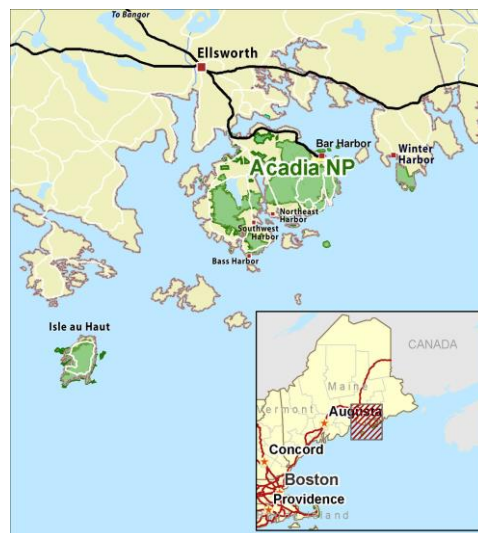 To Bangor
Ellsworth
Bar Harbor
Winter
Harbor
Acadia NP
Northeast
Harbor
Southwest
Harbor
Bass Harbor
Isle au Haut
CANADA
Maine
Vermont
Augusta
Concord
Boston
Providence
Island